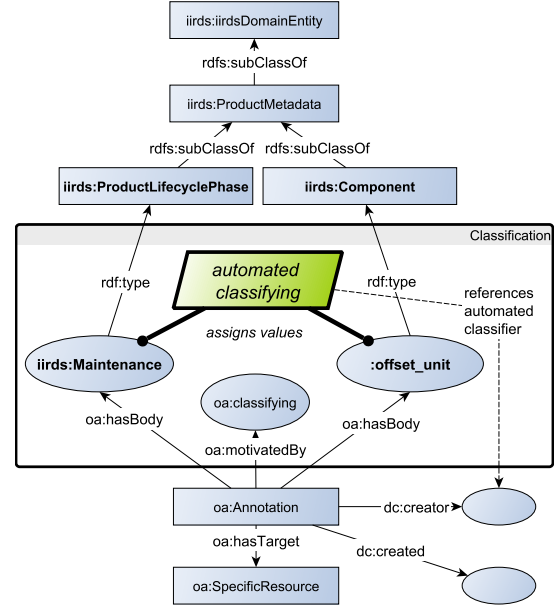 iirds:iirdsDomainEntity
rdfs:subClassOf
iirds:ProductMetadata
rdfs:subClassOf rdfs:subClassOf
iirds:ProductLifecyclePhase
iirds:Component
Classification
automated
classifying
rdf:type
rdf:type
references
automated
classifier
assigns values
iirds:Maintenance
:offset_unit
oa:classifying
oa:hasBody
oa:hasBody
oa:motivatedBy
oa:Annotation
dc:creator
oa:hasTarget
dc:created
oa:SpecificResource